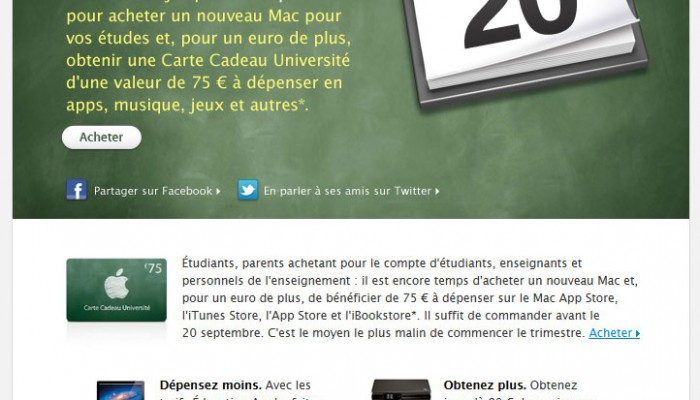 pour acheter un nouveau Mac pour
vos études et, pour un euro de plus,
obtenir une Carte Cadeau Université
d'une valeur de 75 € à dépenser en
apps, musique, jeux et autres*.
20
Acheter
Partager sur Facebook
En parler à ses amis sur Twitter
€75
Carte Cadeau Université
Étudiants, parents achetant pour le compte d'étudiants, enseignants et
personnels de l'enseignement : il est encore temps d'acheter un nouveau Mac et,
pour un euro de plus, de bénéficier de 75 € à dépenser sur le Mac App Store,
l'iTunes Store, l'App Store et l'iBookstore*. Il suffit de commander avant le
20 septembre. C'est le moyen le plus malin de commencer le trimestre. Acheter
Dépensez moins. Avec les
Obtenez plus. Obtenez